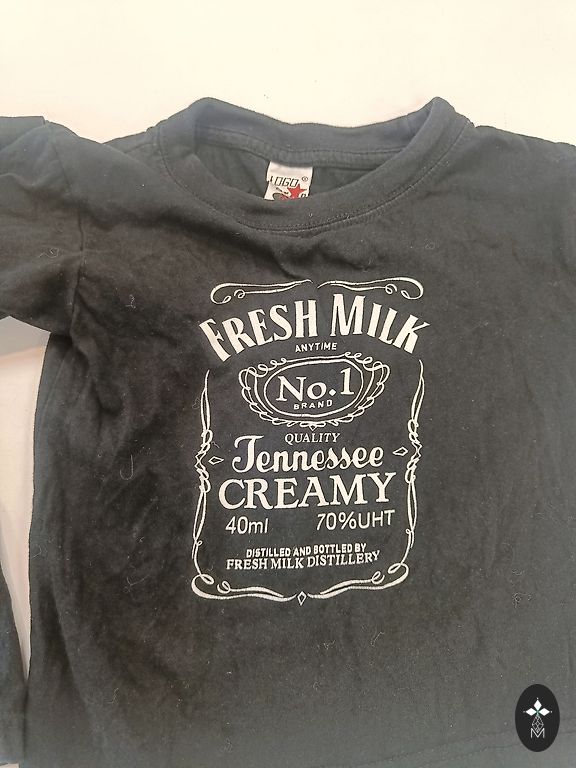 LOGO
FRESH MILK
ANYTIME
No.1
BRAND
QUALITY
Tennessee
CREAMY
40ml 70%UHT
DISTILLED AND BOTTLED BY
FRESH MILK DISTILLERY
M